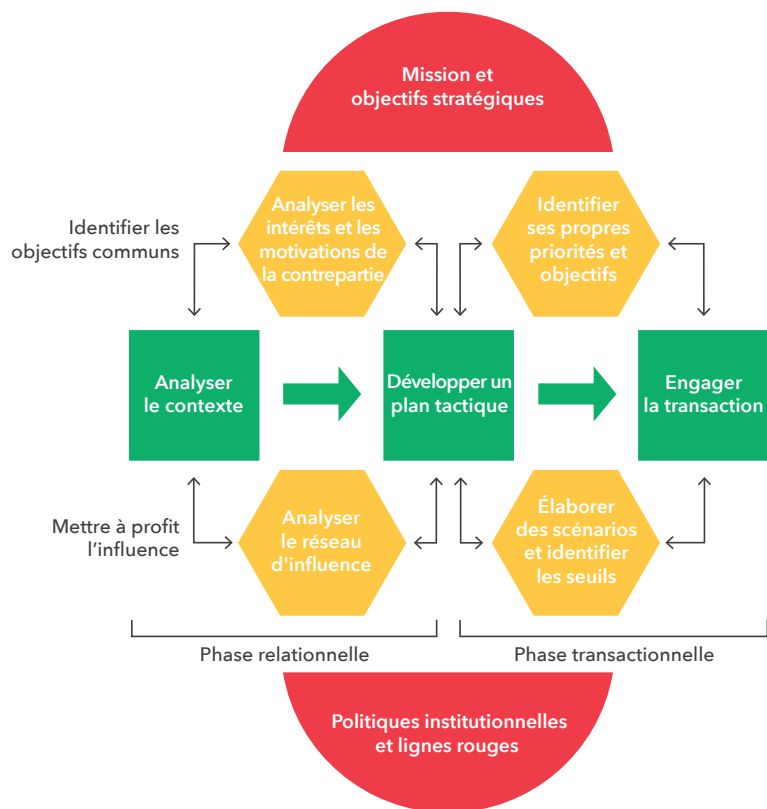 Mission et
objectifs stratégiques
Identifier les
objectifs communs
Analyser les
intérêts et les
motivations de
la contrepartie
Identifier
ses propres
priorités et
objectifs
Analyser
le contexte
Développer un
plan tactique
Engager
la transaction
Mettre à profit
l’influence
Analyser
le réseau
d'influence
Élaborer
des scénarios
et identifier
les seuils
Phase relationnelle
Phase transactionnelle
Politiques institutionnelles
et lignes rouges